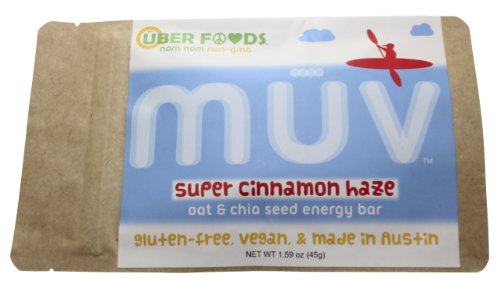 ÜBER FOODS
nom nom non-gmo
müv
TM
super cinnamon haze
oat & chia seed energy bar
gluten-free, vegan, & made in Austin
NET WT 1.59 oz (45g)